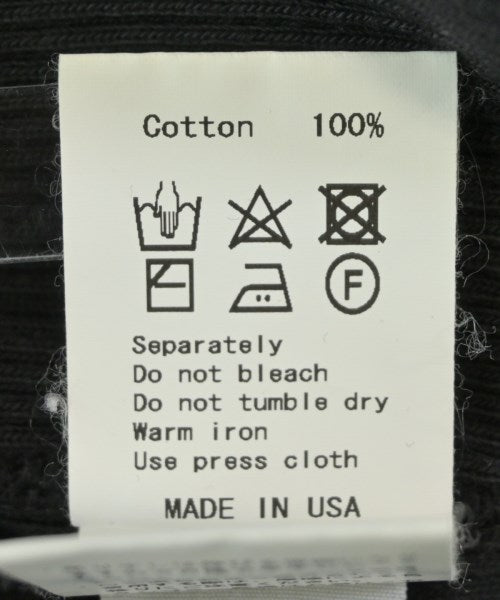 Cotton 100%
F
Separately
Do not bleach
Do not tumble dry
Warm iron
Use press cloth
MADE IN USA